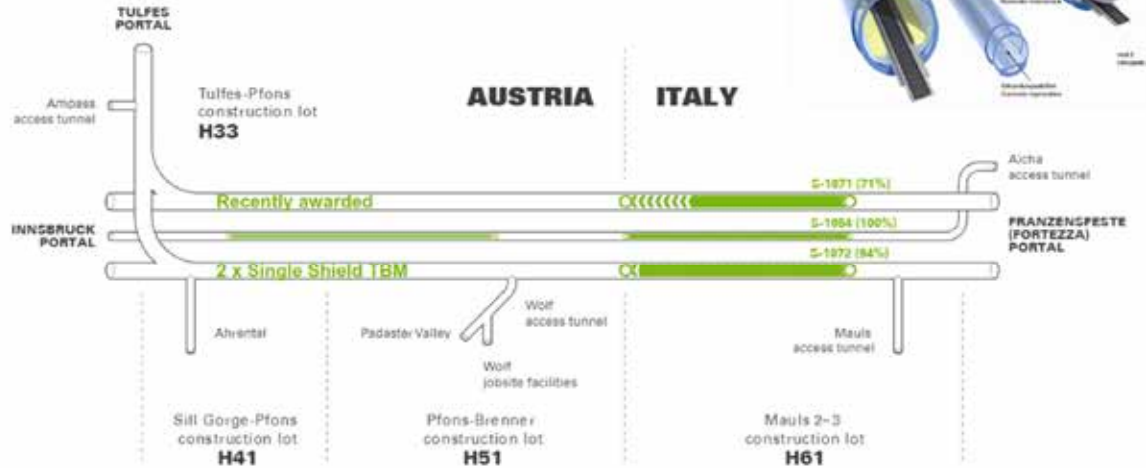 TULFES
PORTAL
Ampass
access tunnel
Tulfes-Pfons
construction lot
H33
AUSTRIA
ITALY
Aicha
access tunnel
S-1071 (71%)
Recently awarded
INNSBRUCK
PORTAL
S-1054 (100%)
FRANZENSFESTE
(FORTEZZA)
PORTAL
S-1072 (94%)
2 x Single Shield TBM
Ahrental
Padaster Valley
Wolf
access tunnel
Wolf
jobsite facilities
Mauls
access tunnel
Sill Gorge-Pfons
construction lot
H41
Pfons-Brenner
construction lot
H51
Mauls 2-3
construction lot
H61